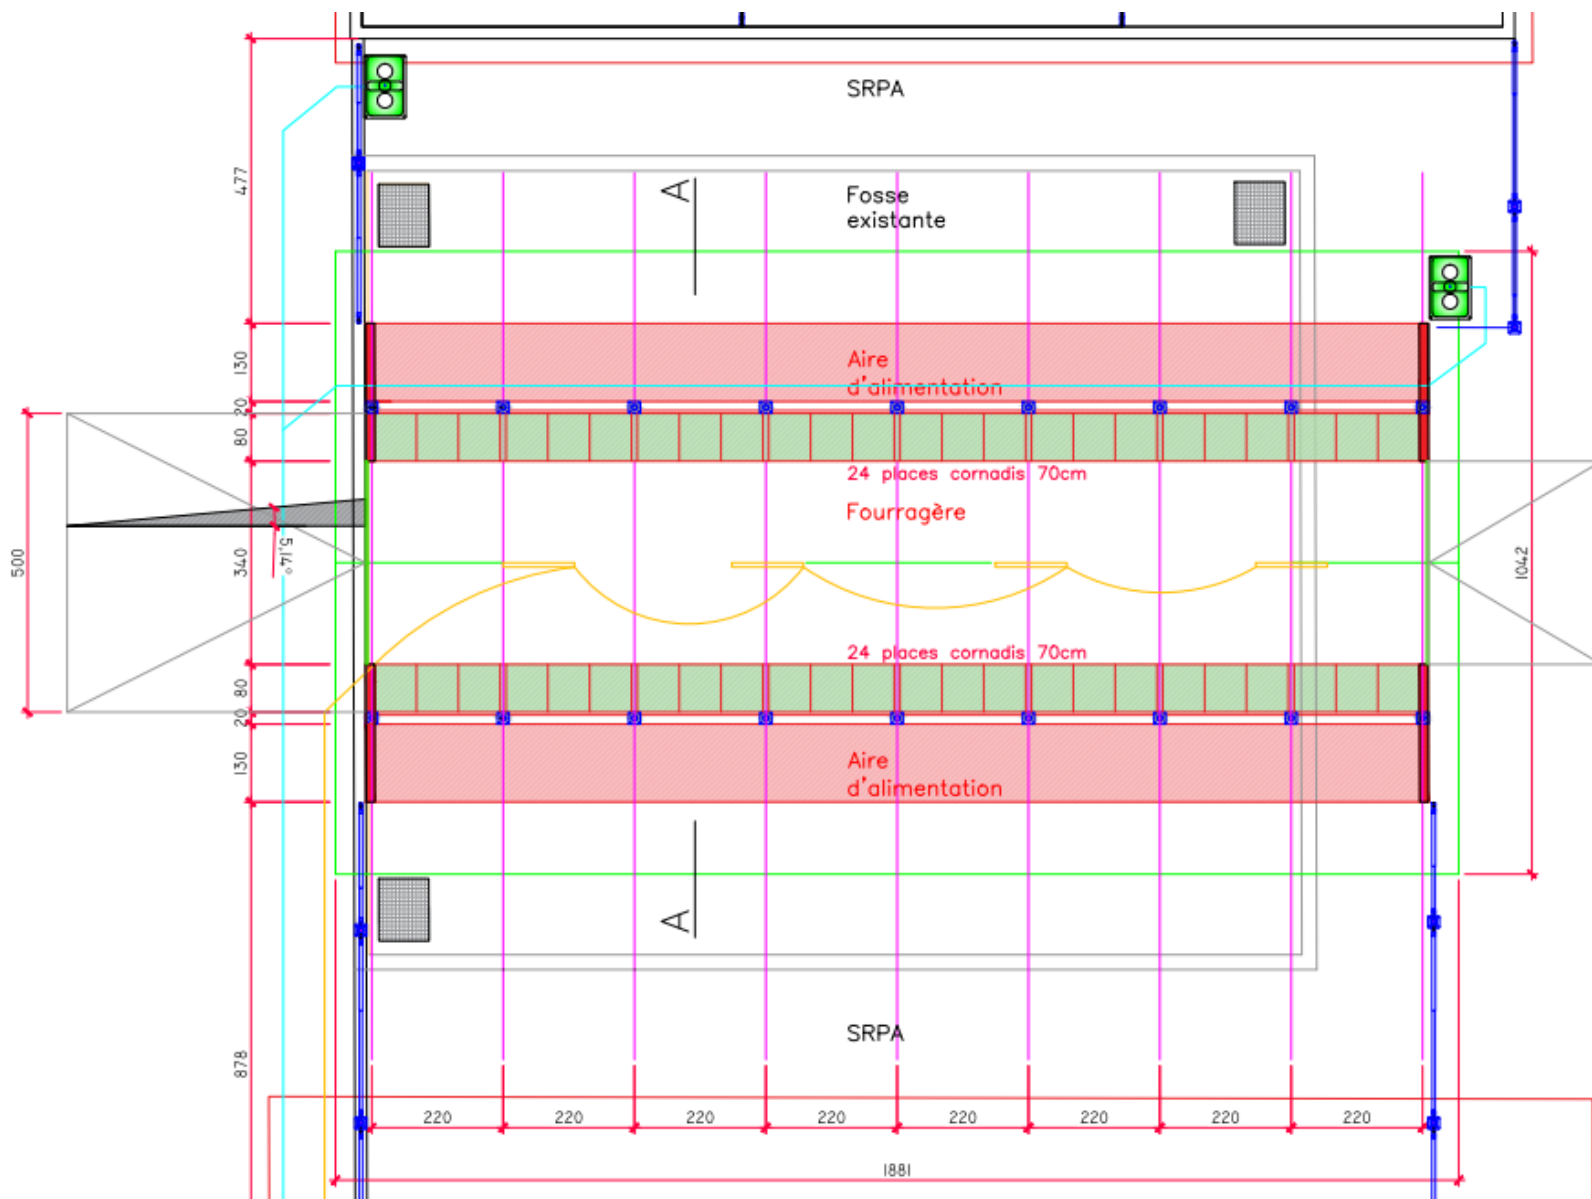 SRPA
477
A
Fosse
existante
130
Aire
d'alimentation
20
80
24 places cornadis 70cm
Fourragère
500
340
5,14°
1042
24 places cornadis 70cm
80
20
130
Aire
d'alimentation
A
SRPA
878
220 220 220 220 220 220 220 220
1881